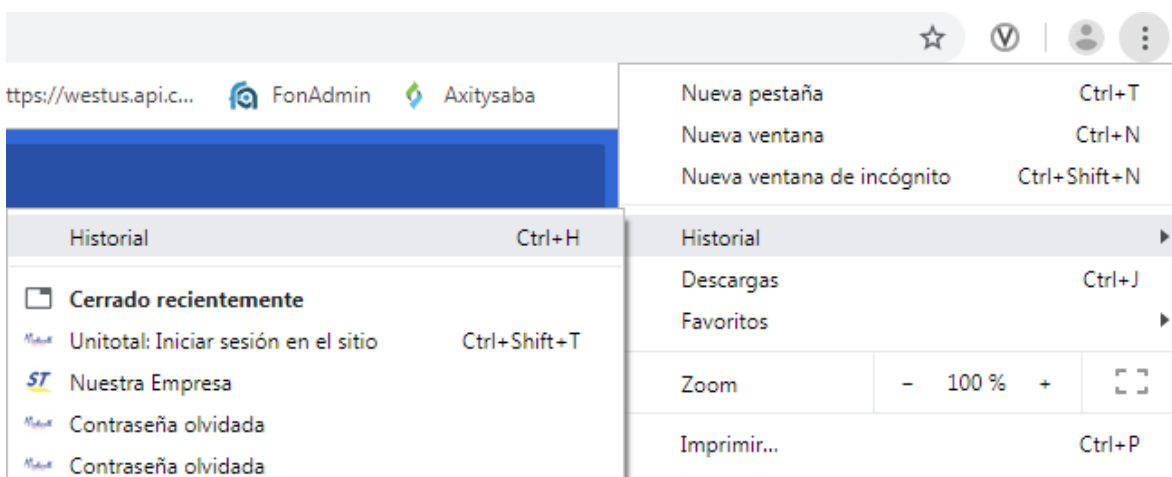 ttps://westus.api.c... FonAdmin Axitysaba
Nueva pestaña Ctrl+T
Nueva ventana Ctrl+N
Nueva ventana de incógnito Ctrl+Shift+N
Historial
Descargas Ctrl+J
Favoritos
Zoom - 100 % +
Imprimir... Ctrl+P
Historial Ctrl+H
Cerrado recientemente
Unitotal: Iniciar sesión en el sitio Ctrl+Shift+T
ST Nuestra Empresa
Contraseña olvidada
Contraseña olvidada